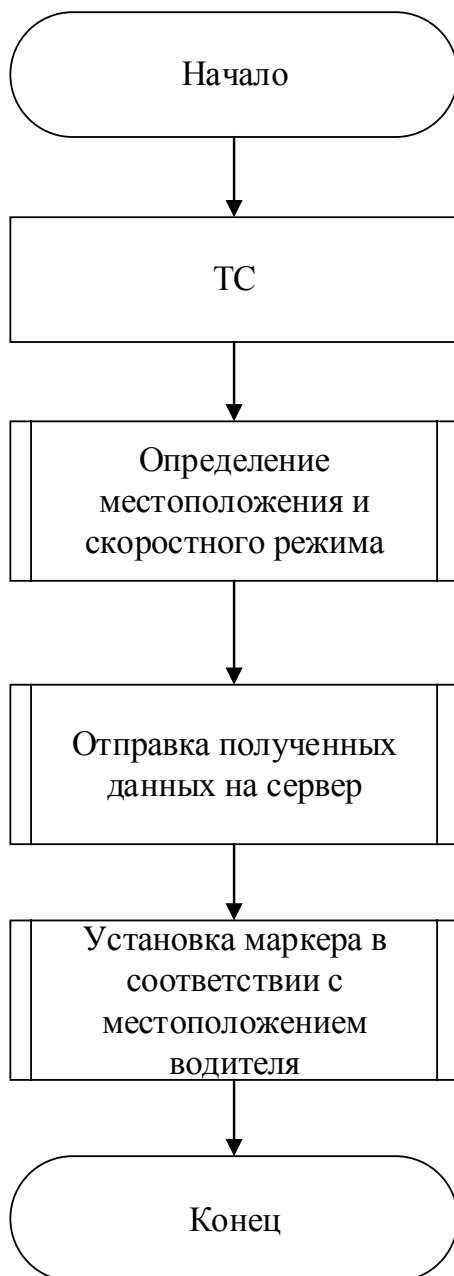 Начало
ТС
Определение
местоположения и
скоростного режима
Отправка полученных
данных на сервер
Установка маркера в
соответствии с
местоположением
водителя
Конец